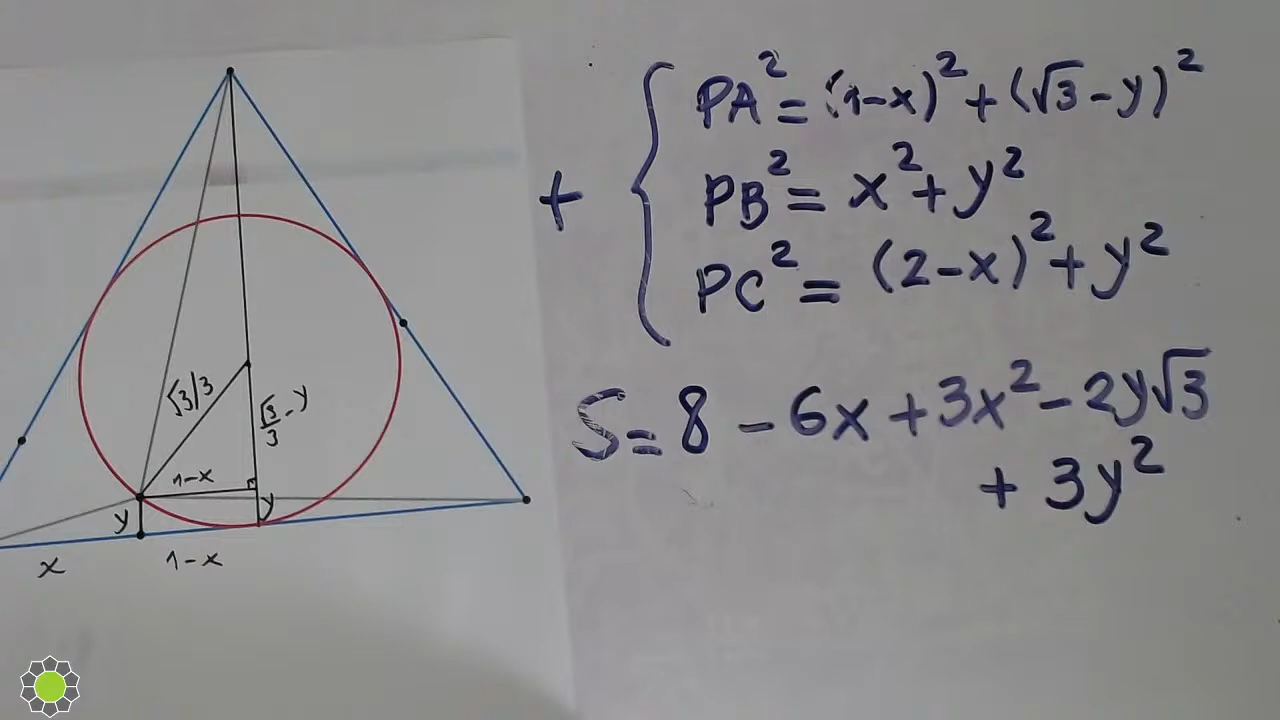 PA² = (1-x)² + (√3 - y)²
+
PB² = x² + y²
PC² = (2-x)² + y²
S = 8 - 6x + 3x² - 2y√3
+ 3y²
√3/3
√3/3 - y
1-x
y
y
x
1-x